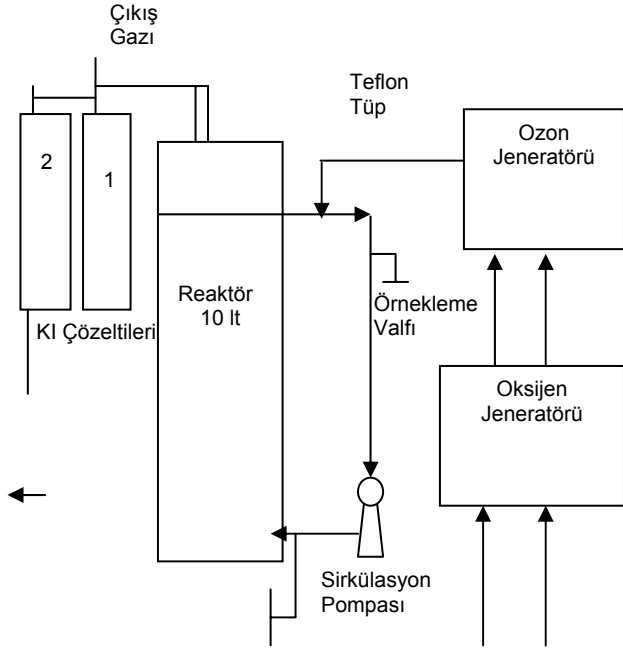 Çıkış
Gazı
Teflon
Tüp
Ozon
Jeneratörü
2
1
Reaktör
10 lt
Örnekleme
Valfı
KI Çözeltileri
Oksijen
Jeneratörü
Sirkülasyon
Pompası